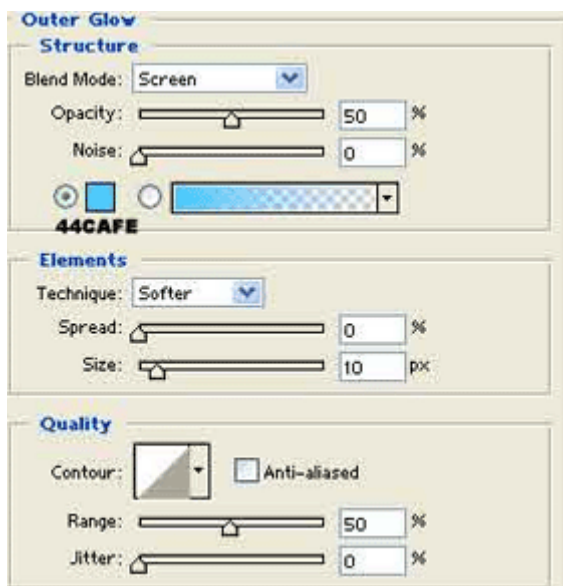 Outer Glow
Structure
Blend Mode: Screen
Opacity: 50 %
Noise: 0 %
44CAFE
Elements
Technique: Softer
Spread: 0 %
Size: 10 px
Quality
Contour: Anti-aliased
Range: 50 %
Jitter: 0 %